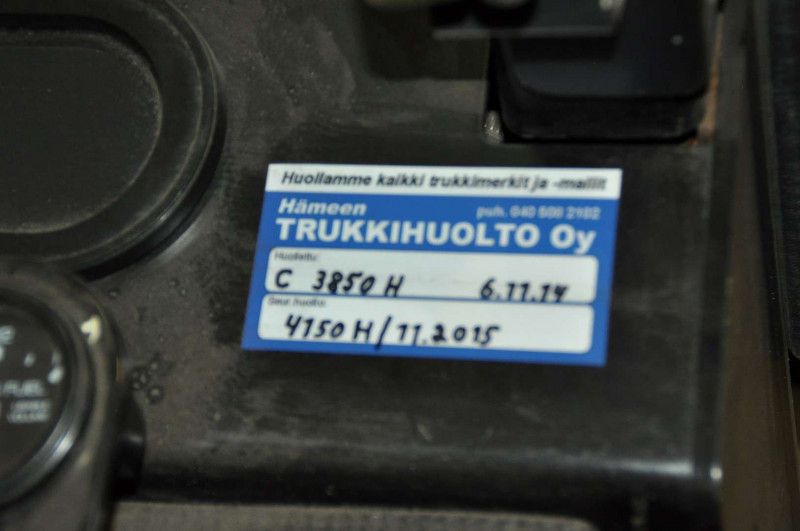 Huollamme kaikki trukkimerkit ja -mallit
Hämeen puh. 040 500 2102
TRUKKIHUOLTO Oy
Huollettu:
C 3850 H 6.11.14
Seur. huolto:
4150 H/11.2015
FUEL